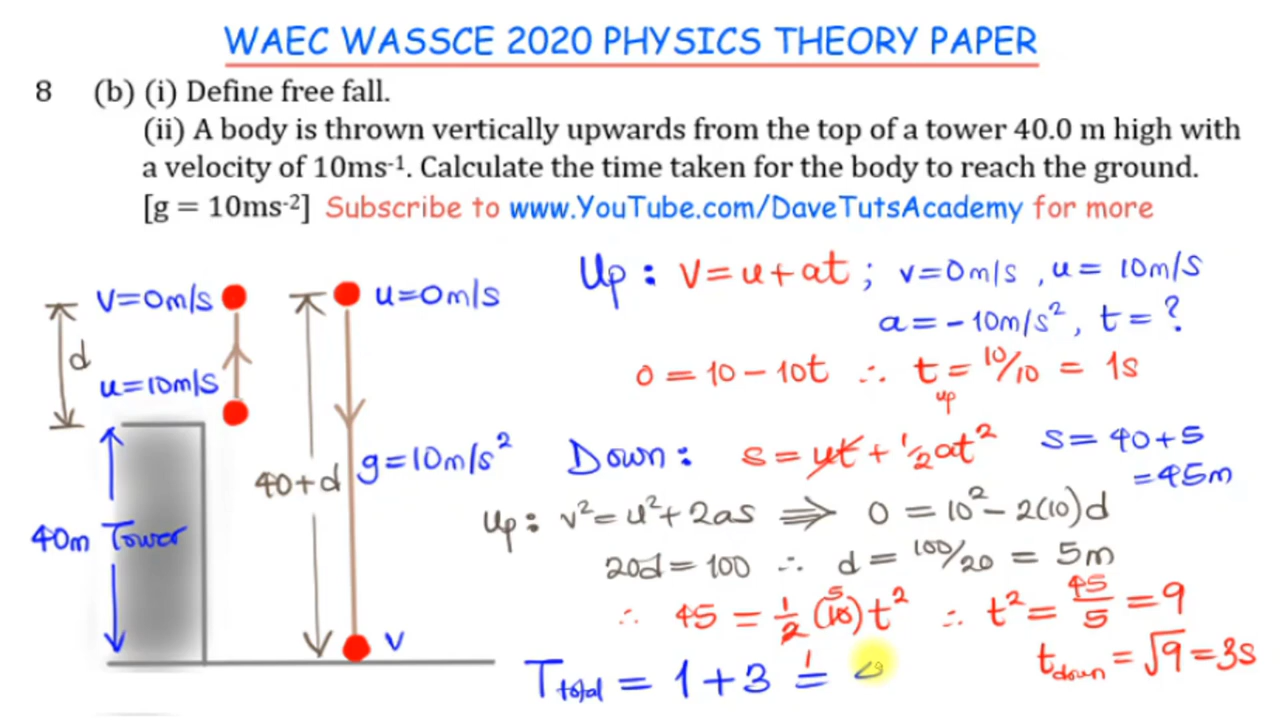 WAEC WASSCE 2020 PHYSICS THEORY PAPER
8 (b) (i) Define free fall.
(ii) A body is thrown vertically upwards from the top of a tower 40.0 m high with
a velocity of 10ms⁻¹. Calculate the time taken for the body to reach the ground.
[g = 10ms⁻²] Subscribe to www.YouTube.com/DaveTutsAcademy for more
V=0m/s
d
u=10m/s
40m Tower
u=0m/s
40+d
g=10m/s²
v
Up: V=u+at; v=0m/s, u= 10m/s
a=-10m/s², t=?
0=10-10t ∴ t_up = 10/10 = 1s
Down: s=ut+½at² s= 40+5
=45m
Up: v²=u²+2as ⇒ 0=10²-2(10)d
20d=100 ∴ d=100/20=5m
∴ 45=½(10)t² ∴ t²=45/5=9
5
t_down=√9=3s
T_total = 1+3 =